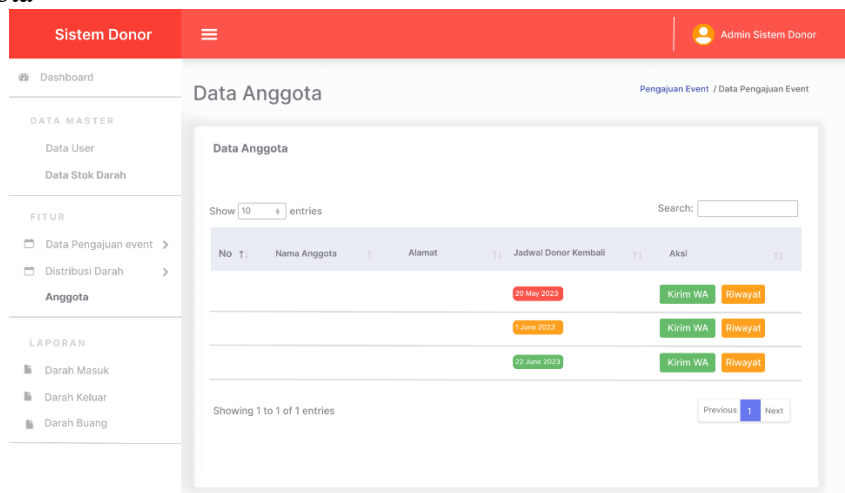 Sistem Donor
Admin Sistem Donor
Dashboard
DATA MASTER
Data User
Data Stok Darah
FITUR
Data Pengajuan event
Distribusi Darah
Anggota
LAPORAN
Darah Masuk
Darah Keluar
Darah Buang
Data Anggota
Pengajuan Event / Data Pengajuan Event
Data Anggota
Show 10 entries
Search:
No Nama Anggota Alamat Jadwal Donor Kembali Aksi
20 May 2023 Kirim WA Riwayat
1 June 2023 Kirim WA Riwayat
22 June 2023 Kirim WA Riwayat
Showing 1 to 1 of 1 entries
Previous 1 Next